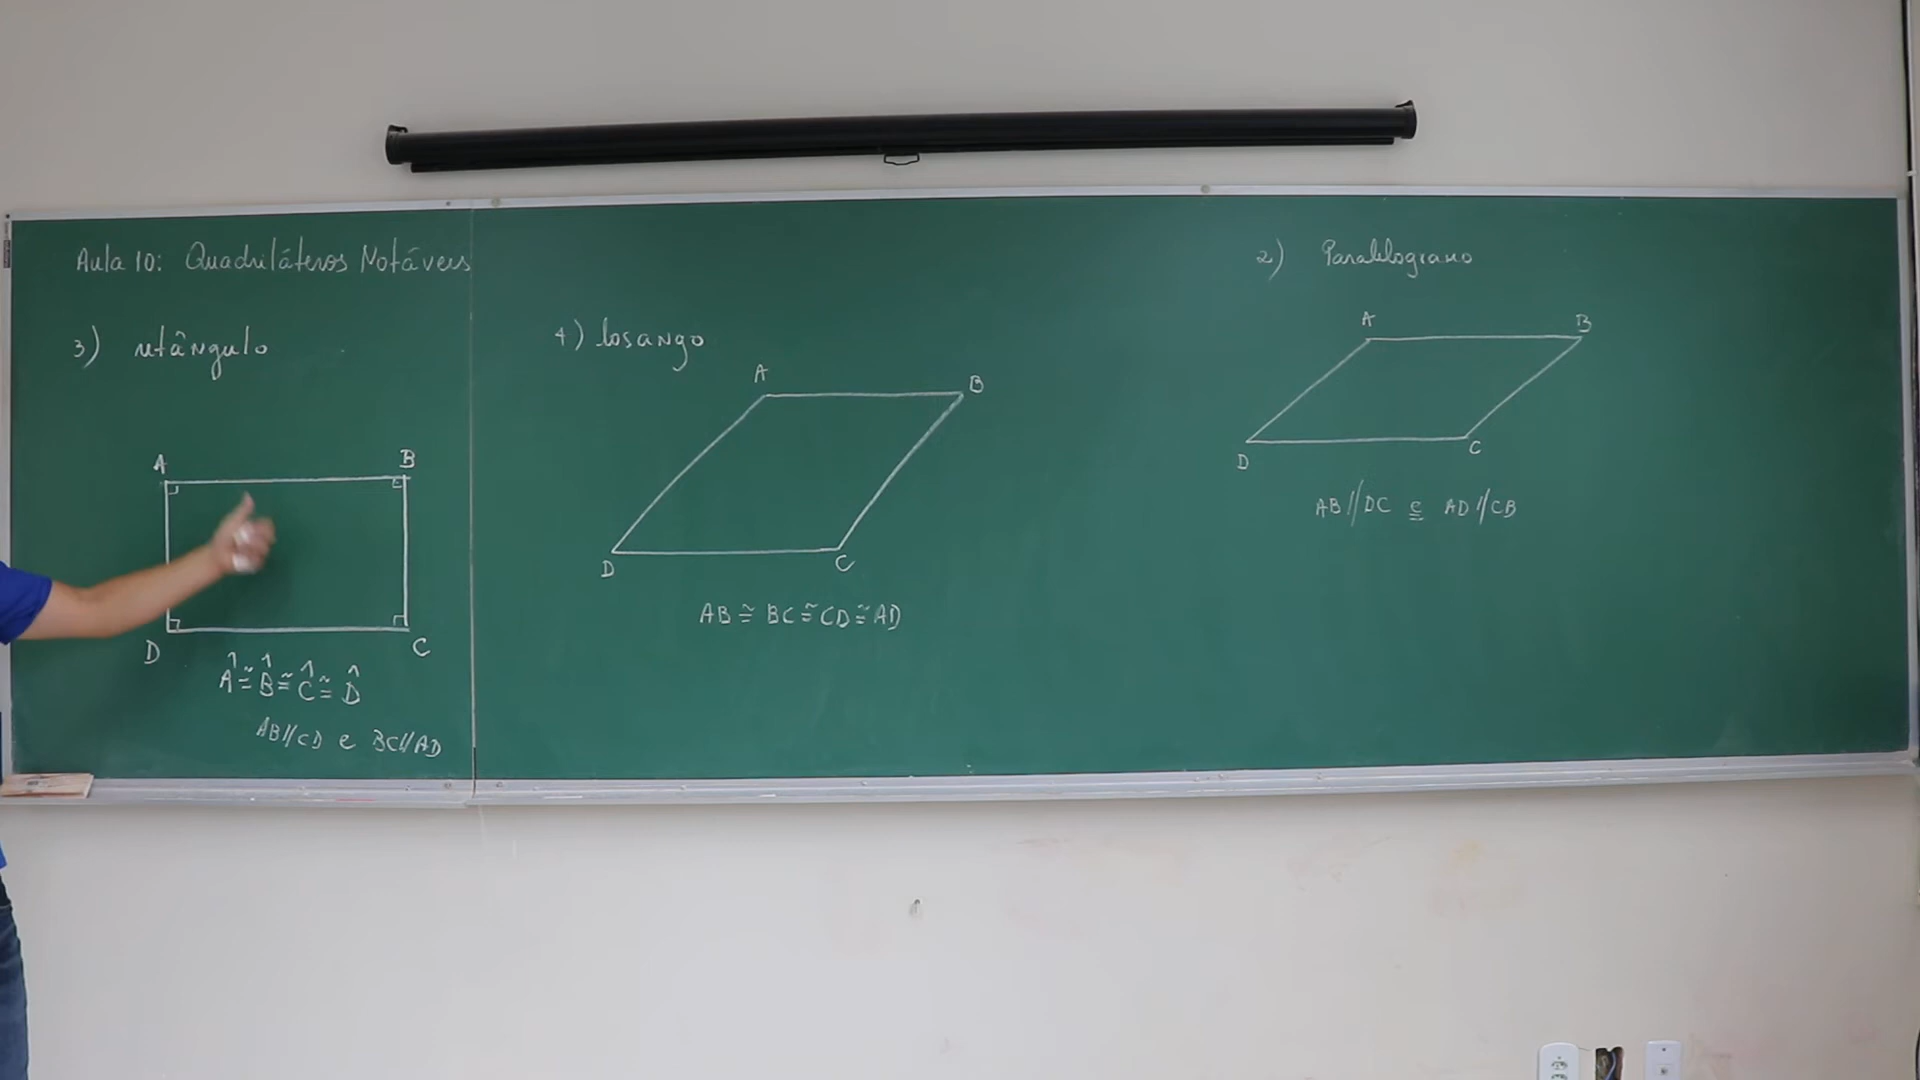 Aula 10: Quadriláteros Notáveis
3) retângulo
A B
D C
Â ≅ B̂ ≅ Ĉ ≅ D̂
AB//CD e BC//AD
4) losango
A B
D C
AB ≅ BC ≅ CD ≅ AD
2) Paralelogramo
A B
D C
AB//DC e AD//CB